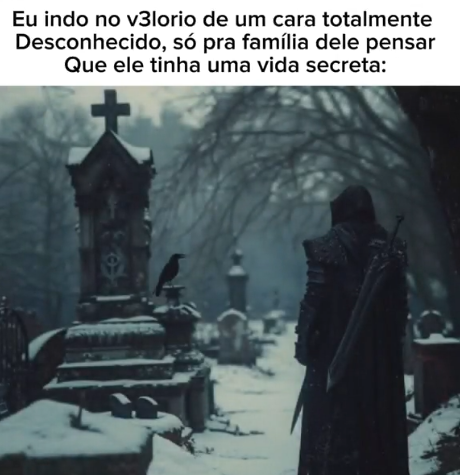 Eu indo no v3lorio de um cara totalmente
Desconhecido, só pra família dele pensar
Que ele tinha uma vida secreta: